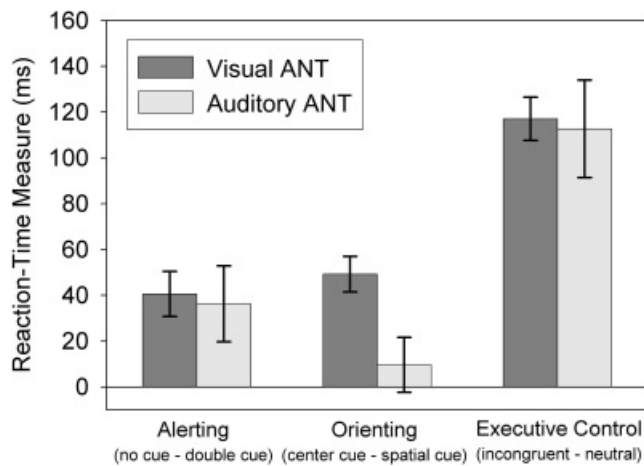 160
140
120
100
80
60
40
20
0
Reaction-Time Measure (ms)
Visual ANT
Auditory ANT
Alerting
(no cue - double cue)
Orienting
(center cue - spatial cue)
Executive Control
(incongruent - neutral)